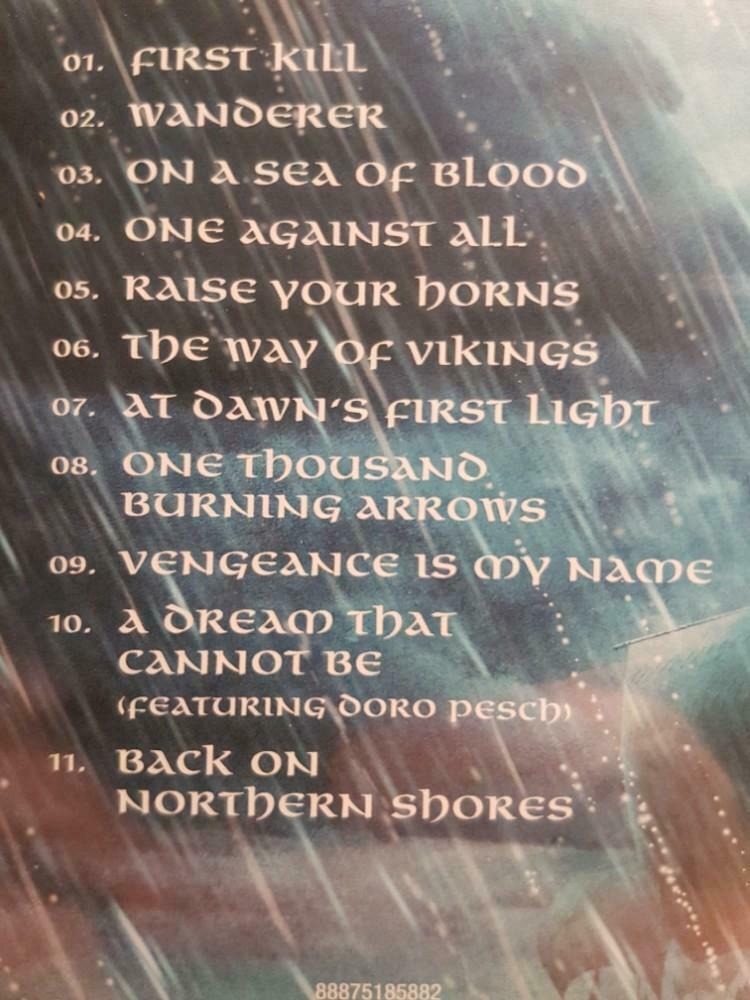 01. FIRST KILL
02. WANDERER
03. ON A SEA OF BLOOD
04. ONE AGAINST ALL
05. RAISE YOUR HORNS
06. THE WAY OF VIKINGS
07. AT DAWN'S FIRST LIGHT
08. ONE THOUSAND
BURNING ARROWS
09. VENGEANCE IS MY NAME
10. A DREAM THAT
CANNOT BE
(FEATURING DORO PESCH)
11. BACK ON
NORTHERN SHORES
88875185882